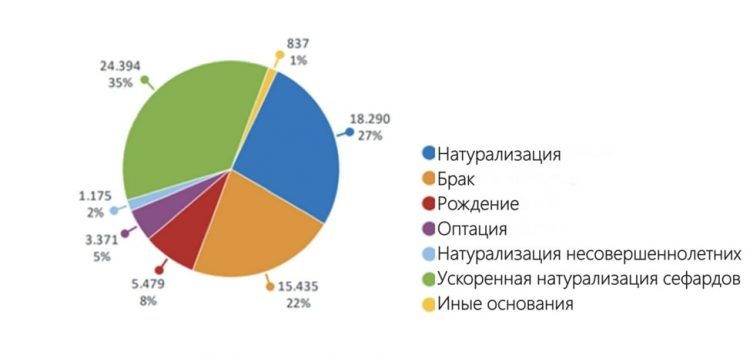 837
1%
24.394
35%
18.290
27%
1.175
2%
3.371
5%
5.479
8%
15.435
22%
Натурализация
Брак
Рождение
Оптация
Натурализация несовершеннолетних
Ускоренная натурализация сефардов
Иные основания